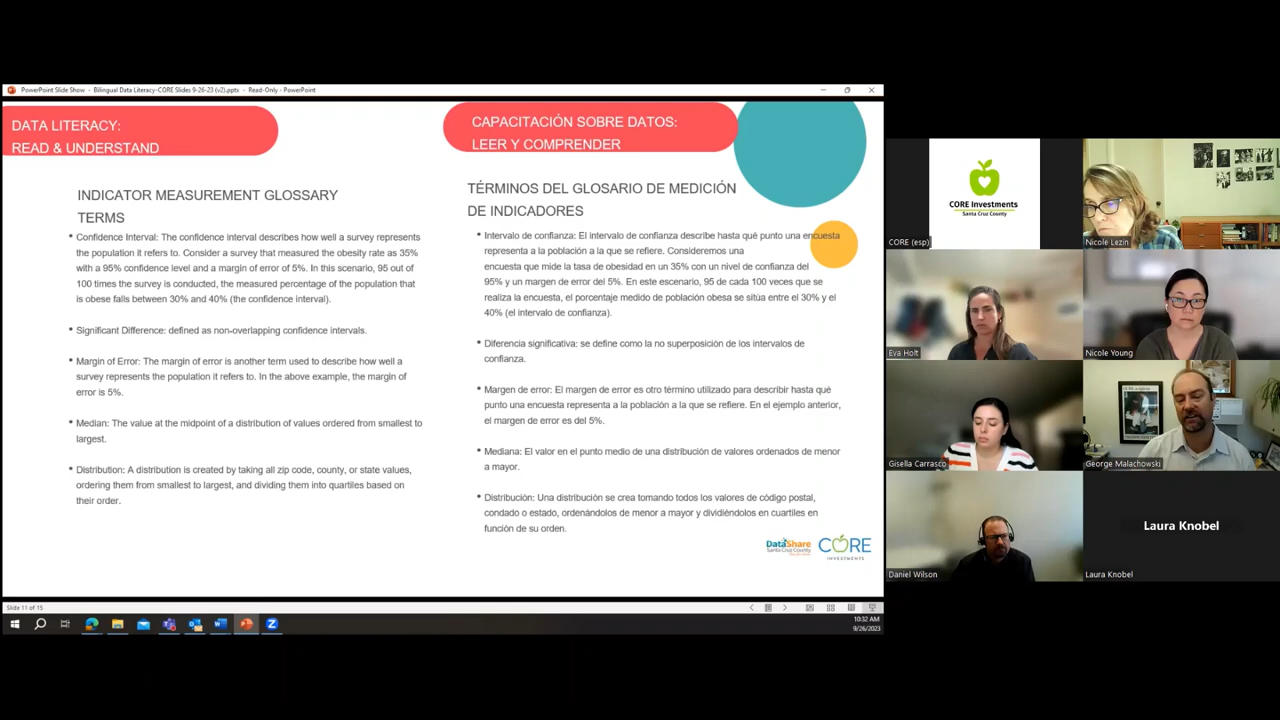 PowerPoint Slide Show - Bilingual Data Literacy-CORE Slides 9-26-23 (v2).pptx - Read-Only - PowerPoint
DATA LITERACY:
READ & UNDERSTAND
INDICATOR MEASUREMENT GLOSSARY
TERMS
• Confidence Interval: The confidence interval describes how well a survey represents
the population it refers to. Consider a survey that measured the obesity rate as 35%
with a 95% confidence level and a margin of error of 5%. In this scenario, 95 out of
100 times the survey is conducted, the measured percentage of the population that
is obese falls between 30% and 40% (the confidence interval).
• Significant Difference: defined as non-overlapping confidence intervals.
• Margin of Error: The margin of error is another term used to describe how well a
survey represents the population it refers to. In the above example, the margin of
error is 5%.
• Median: The value at the midpoint of a distribution of values ordered from smallest to
largest.
• Distribution: A distribution is created by taking all zip code, county, or state values,
ordering them from smallest to largest, and dividing them into quartiles based on
their order.
CAPACITACIÓN SOBRE DATOS:
LEER Y COMPRENDER
TÉRMINOS DEL GLOSARIO DE MEDICIÓN
DE INDICADORES
• Intervalo de confianza: El intervalo de confianza describe hasta qué punto una encuesta
representa a la población a la que se refiere. Consideremos una
encuesta que mide la tasa de obesidad en un 35% con un nivel de confianza del
95% y un margen de error del 5%. En este escenario, 95 de cada 100 veces que se
realiza la encuesta, el porcentaje medido de población obesa se sitúa entre el 30% y el
40% (el intervalo de confianza).
• Diferencia significativa: se define como la no superposición de los intervalos de
confianza.
• Margen de error: El margen de error es otro término utilizado para describir hasta qué
punto una encuesta representa a la población a la que se refiere. En el ejemplo anterior,
el margen de error es del 5%.
• Mediana: El valor en el punto medio de una distribución de valores ordenados de menor
a mayor.
• Distribución: Una distribución se crea tomando todos los valores de código postal,
condado o estado, ordenándolos de menor a mayor y dividiéndolos en cuartiles en
función de su orden.
DataShare
Santa Cruz County
CORE
INVESTMENTS
Slide 11 of 15
10:32 AM
9/26/2023
CORE Investments
Santa Cruz County
CORE (esp)
Nicole Lezin
Eva Holt
Nicole Young
Gisella Carrasco
George Malachowski
Daniel Wilson
Laura Knobel
Laura Knobel